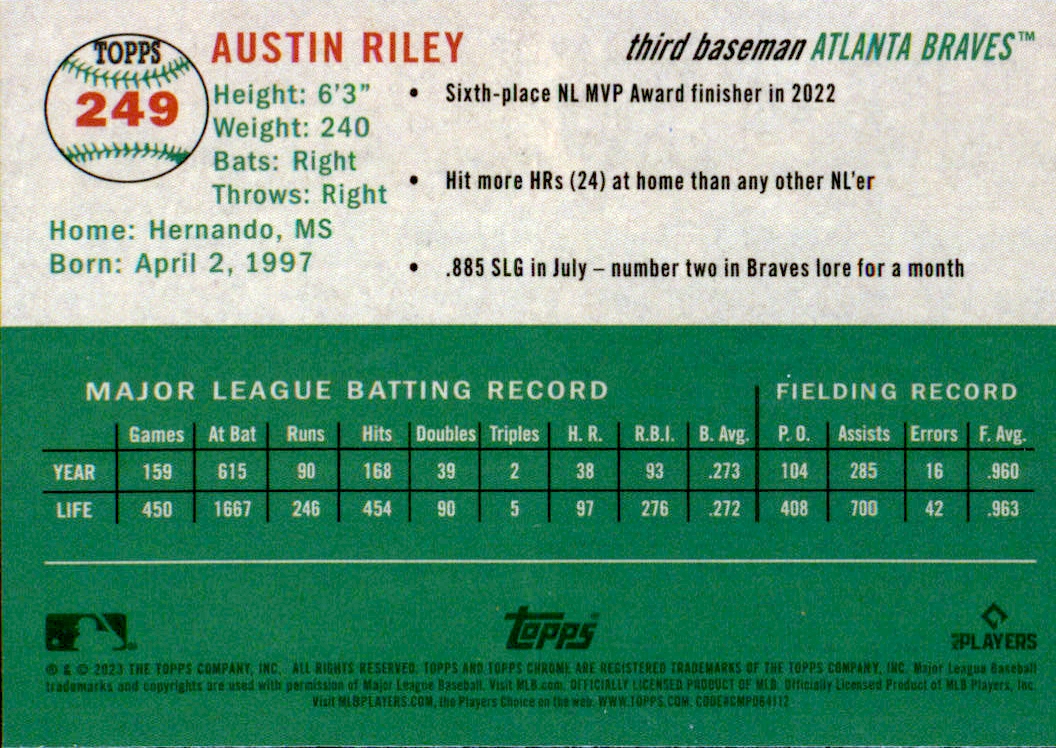 TOPPS
249
AUSTIN RILEY
third baseman ATLANTA BRAVES™
Height: 6'3"
Weight: 240
Bats: Right
Throws: Right
Home: Hernando, MS
Born: April 2, 1997
• Sixth-place NL MVP Award finisher in 2022
• Hit more HRs (24) at home than any other NL'er
• .885 SLG in July – number two in Braves lore for a month
MAJOR LEAGUE BATTING RECORD FIELDING RECORD
Games At Bat Runs Hits Doubles Triples H. R. R.B.I. B. Avg. P. O. Assists Errors F. Avg.
YEAR 159 615 90 168 39 2 38 93 .273 104 285 16 .960
LIFE 450 1667 246 454 90 5 97 276 .272 408 700 42 .963
Topps
MLB PLAYERS
® & © 2023 THE TOPPS COMPANY, INC. ALL RIGHTS RESERVED. TOPPS AND TOPPS CHROME ARE REGISTERED TRADEMARKS OF THE TOPPS COMPANY, INC. Major League Baseball
trademarks and copyrights are used with permission of Major League Baseball. Visit MLB.com. OFFICIALLY LICENSED PRODUCT OF MLB. Officially Licensed Product of MLB Players, Inc.
Visit MLBPLAYERS.COM, the Players Choice on the web. WWW.TOPPS.COM. CODE#CMP064112